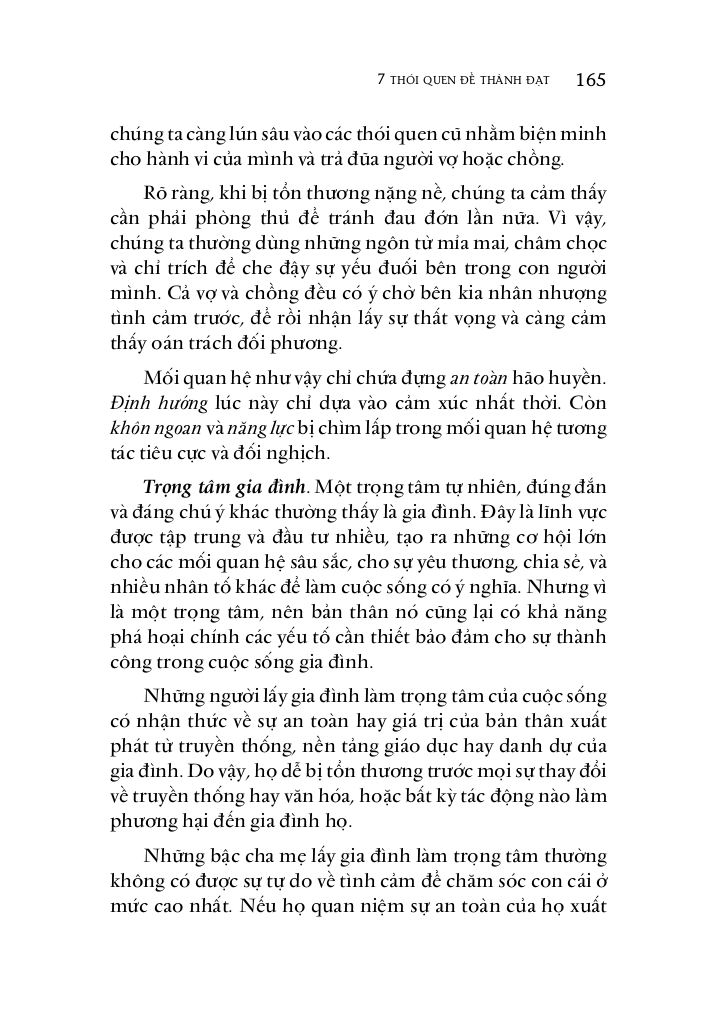 7 THÓI QUEN ĐỂ THÀNH ĐẠT 165
chúng ta càng lún sâu vào các thói quen cũ nhằm biện minh
cho hành vi của mình và trả đũa người vợ hoặc chồng.
Rõ ràng, khi bị tổn thương nặng nề, chúng ta cảm thấy
cần phải phòng thủ để tránh đau đớn lần nữa. Vì vậy,
chúng ta thường dùng những ngôn từ mỉa mai, châm chọc
và chỉ trích để che đậy sự yếu đuối bên trong con người
mình. Cả vợ và chồng đều có ý chờ bên kia nhân nhượng
tình cảm trước, để rồi nhận lấy sự thất vọng và càng cảm
thấy oán trách đối phương.
Mối quan hệ như vậy chỉ chứa đựng an toàn hão huyền.
Định hướng lúc này chỉ dựa vào cảm xúc nhất thời. Còn
khôn ngoan và năng lực bị chìm lấp trong mối quan hệ tương
tác tiêu cực và đối nghịch.
Trọng tâm gia đình. Một trọng tâm tự nhiên, đúng đắn
và đáng chú ý khác thường thấy là gia đình. Đây là lĩnh vực
được tập trung và đầu tư nhiều, tạo ra những cơ hội lớn
cho các mối quan hệ sâu sắc, cho sự yêu thương, chia sẻ, và
nhiều nhân tố khác để làm cuộc sống có ý nghĩa. Nhưng vì
là một trọng tâm, nên bản thân nó cũng lại có khả năng
phá hoại chính các yếu tố cần thiết bảo đảm cho sự thành
công trong cuộc sống gia đình.
Những người lấy gia đình làm trọng tâm của cuộc sống
có nhận thức về sự an toàn hay giá trị của bản thân xuất
phát từ truyền thống, nền tảng giáo dục hay danh dự của
gia đình. Do vậy, họ dễ bị tổn thương trước mọi sự thay đổi
về truyền thống hay văn hóa, hoặc bất kỳ tác động nào làm
phương hại đến gia đình họ.
Những bậc cha mẹ lấy gia đình làm trọng tâm thường
không có được sự tự do về tình cảm để chăm sóc con cái ở
mức cao nhất. Nếu họ quan niệm sự an toàn của họ xuất